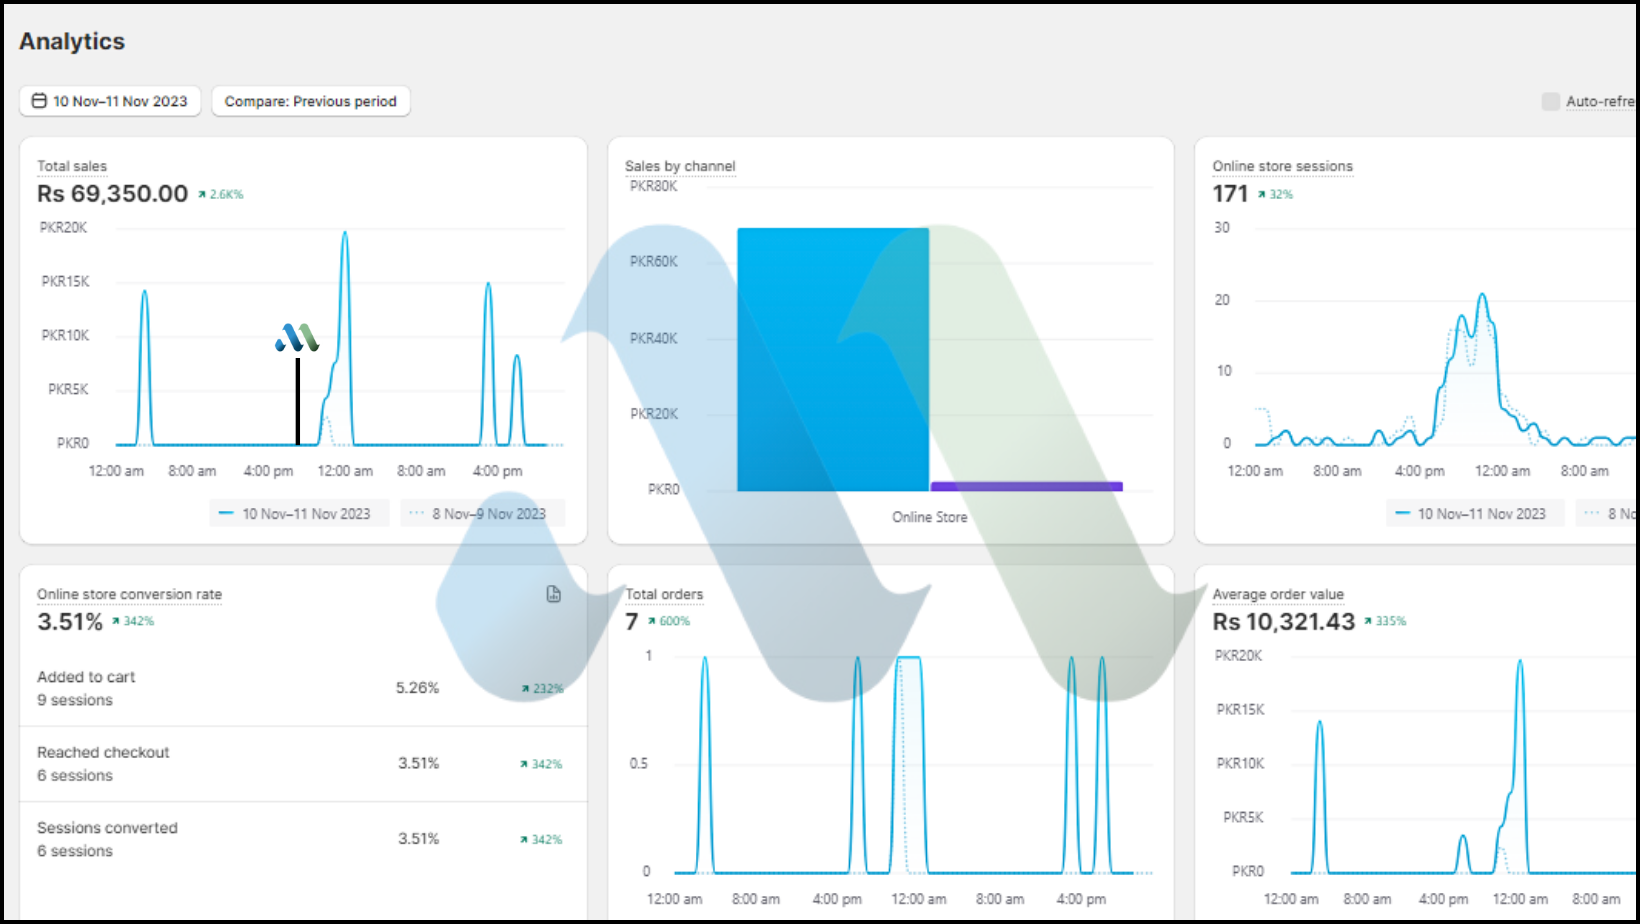 Analytics
10 Nov–11 Nov 2023
Compare: Previous period
Auto-refre
Total sales
Rs 69,350.00 2.6K%
PKR20K
PKR15K
PKR10K
PKR5K
PKR0
12:00 am 8:00 am 4:00 pm 12:00 am 8:00 am 4:00 pm
10 Nov–11 Nov 2023 8 Nov–9 Nov 2023
Sales by channel
PKR80K
PKR60K
PKR40K
PKR20K
PKR0
Online Store
Online store sessions
171 32%
30
20
10
0
12:00 am 8:00 am 4:00 pm 12:00 am 8:00 am
10 Nov–11 Nov 2023 8 No
Online store conversion rate
3.51% 342%
Added to cart
9 sessions
5.26% 232%
Reached checkout
6 sessions
3.51% 342%
Sessions converted
6 sessions
3.51% 342%
Total orders
7 600%
1
0.5
0
12:00 am 8:00 am 4:00 pm 12:00 am 8:00 am 4:00 pm
Average order value
Rs 10,321.43 335%
PKR20K
PKR15K
PKR10K
PKR5K
PKR0
12:00 am 8:00 am 4:00 pm 12:00 am 8:00 am